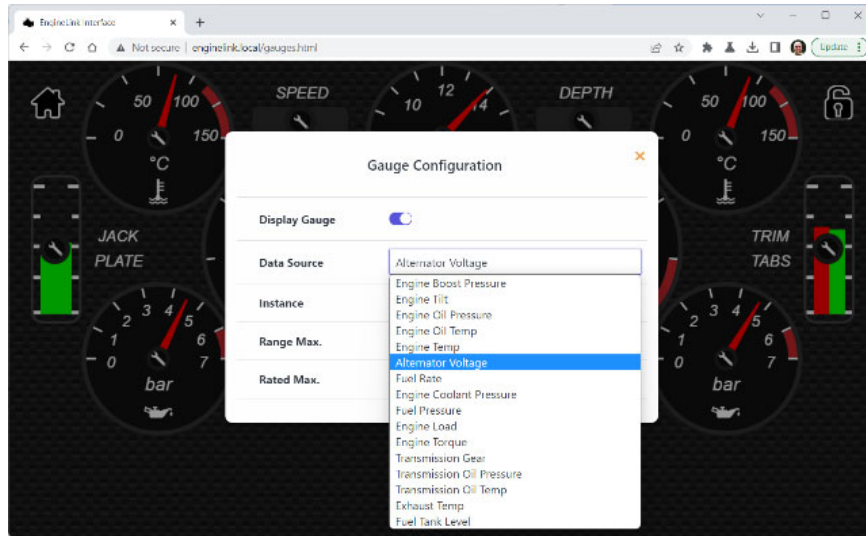 EngineLink Interface
Not secure
enginelink.local/gauges.html
Update
SPEED
DEPTH
0 50 100 150
°C
10 12 14
0 50 100 150
°C
JACK
PLATE
TRIM
TABS
0 1 2 3 4 5 6 7
bar
0 1 2 3 4 5 6 7
bar
Gauge Configuration
Display Gauge
Data Source
Alternator Voltage
Instance
Range Max.
Rated Max.
Engine Boost Pressure
Engine Tilt
Engine Oil Pressure
Engine Oil Temp
Engine Temp
Alternator Voltage
Fuel Rate
Engine Coolant Pressure
Fuel Pressure
Engine Load
Engine Torque
Transmission Gear
Transmission Oil Pressure
Transmission Oil Temp
Exhaust Temp
Fuel Tank Level